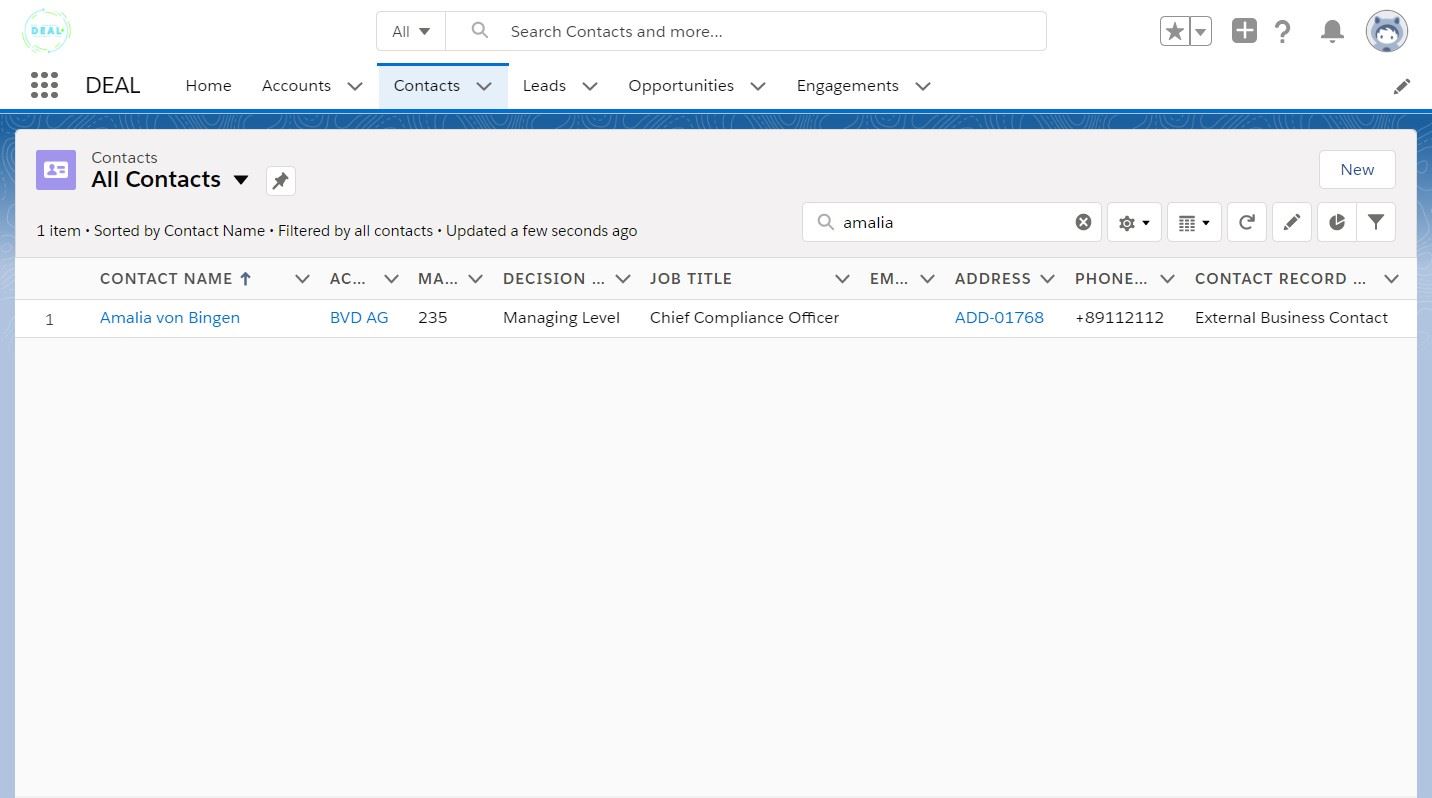 DEAL
All
Search Contacts and more...
DEAL
Home
Accounts
Contacts
Leads
Opportunities
Engagements
Contacts
All Contacts
New
1 item • Sorted by Contact Name • Filtered by all contacts • Updated a few seconds ago
amalia
CONTACT NAME ↑ AC... MA... DECISION ... JOB TITLE EM... ADDRESS PHONE... CONTACT RECORD ...
1 Amalia von Bingen BVD AG 235 Managing Level Chief Compliance Officer ADD-01768 +89112112 External Business Contact